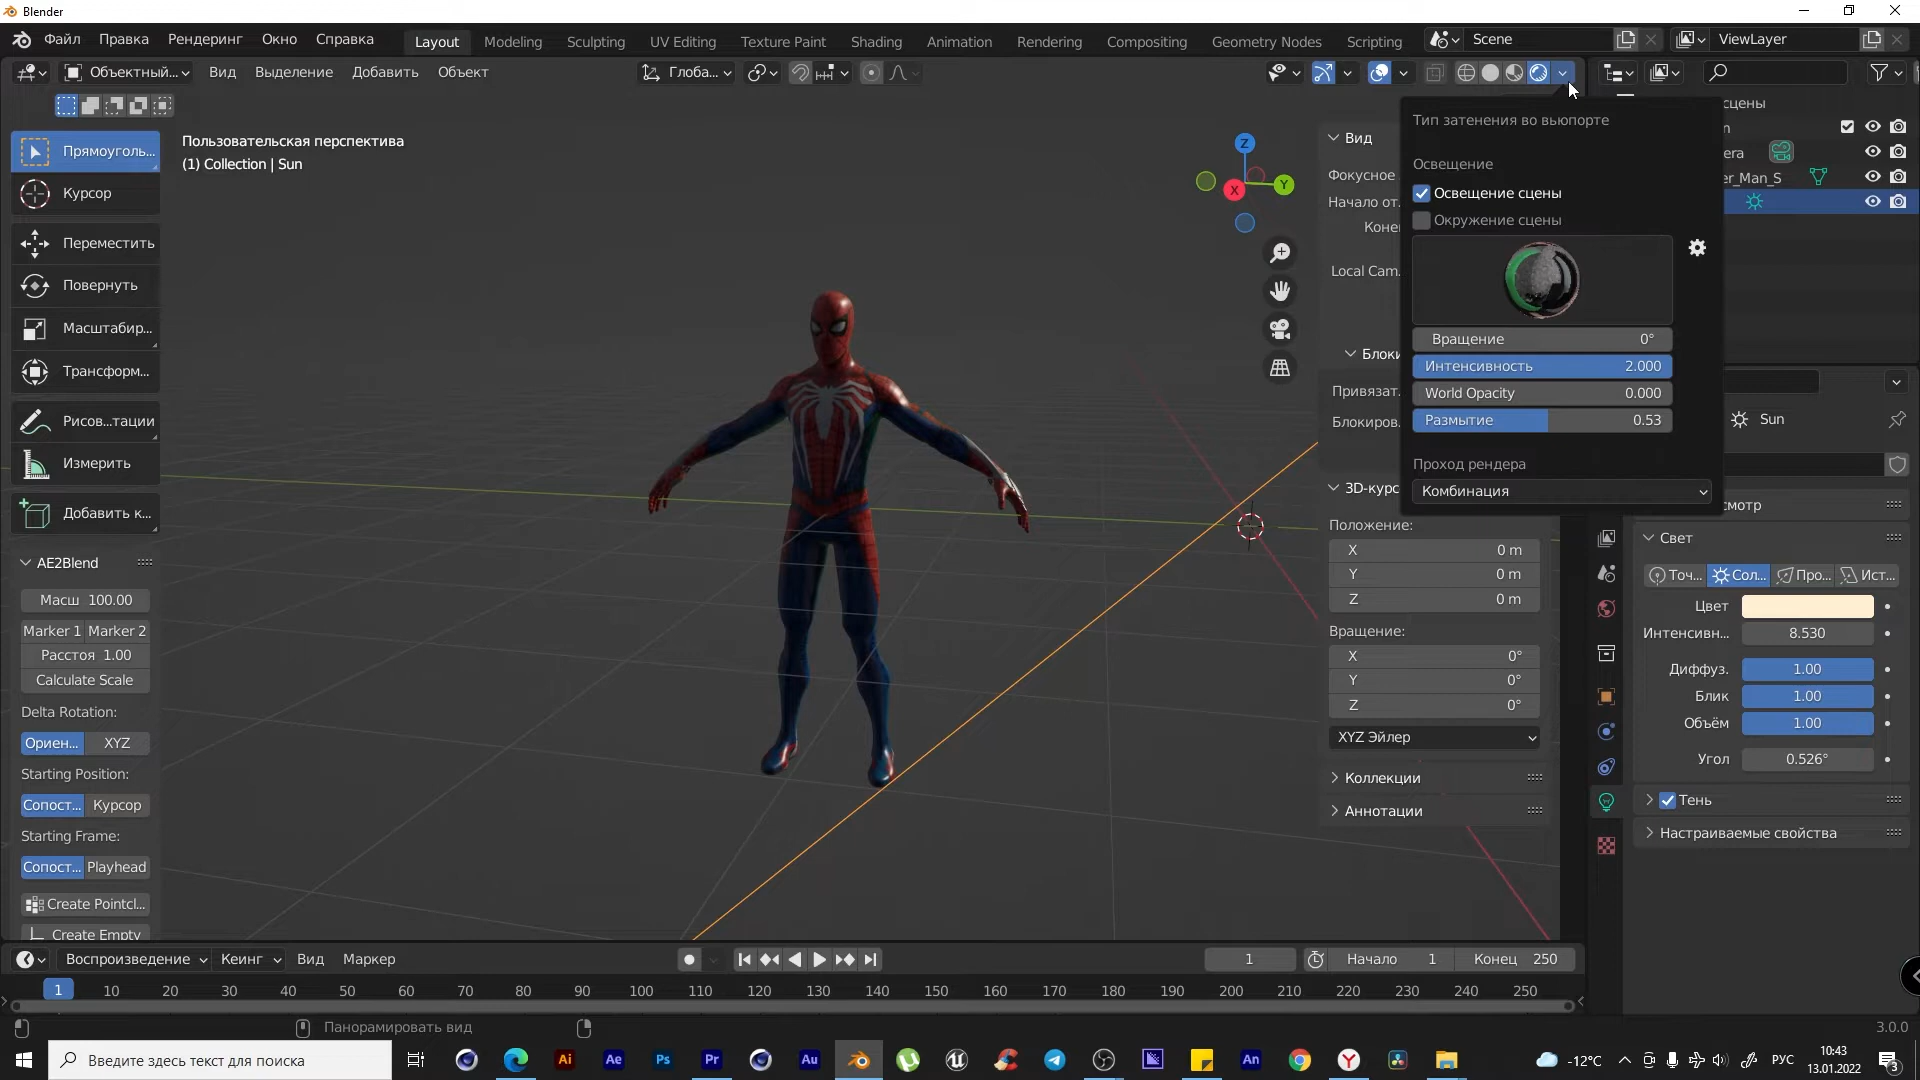 Blender
Файл Правка Рендеринг Окно Справка Layout Modeling Sculpting UV Editing Texture Paint Shading Animation Rendering Compositing Geometry Nodes Scripting Scene ViewLayer
Объектный... Вид Выделение Добавить Объект Глоба...
Прямоуголь...
Курсор
Переместить
Повернуть
Масштабир...
Трансформ...
Рисов...тации
Измерить
Добавить к...
AE2Blend
Масш 100.00
Marker 1 Marker 2
Расстоя 1.00
Calculate Scale
Delta Rotation:
Ориен... XYZ
Starting Position:
Сопост... Курсор
Starting Frame:
Сопост... Playhead
Create Pointcl...
Create Empty
Пользовательская перспектива
(1) Collection | Sun
Z
X Y
Вид
Фокусное
Начало от.
Коне
Local Cam.
Блоки
Привязат.
Блокиров.
3D-курс
Положение:
X 0 m
Y 0 m
Z 0 m
Вращение:
X 0°
Y 0°
Z 0°
XYZ Эйлер
Коллекции
Аннотации
Тип затенения во вьюпорте
Освещение
Освещение сцены
Окружение сцены
Вращение 0°
Интенсивность 2.000
World Opacity 0.000
Размытие 0.53
Проход рендера
Комбинация
сцены
n
era
er_Man_S
Sun
мотр
Свет
Точ... Сол... Про... Ист...
Цвет
Интенсивн... 8.530
Диффуз. 1.00
Блик 1.00
Объём 1.00
Угол 0.526°
Тень
Настраиваемые свойства
Воспроизведение Кеинг Вид Маркер 1 Начало 1 Конец 250
1 10 20 30 40 50 60 70 80 90 100 110 120 130 140 150 160 170 180 190 200 210 220 230 240 250
Панорамировать вид 3.0.0
Введите здесь текст для поиска Ai Ae Ps Pr Au An -12°C РУС 10:43
13.01.2022 3